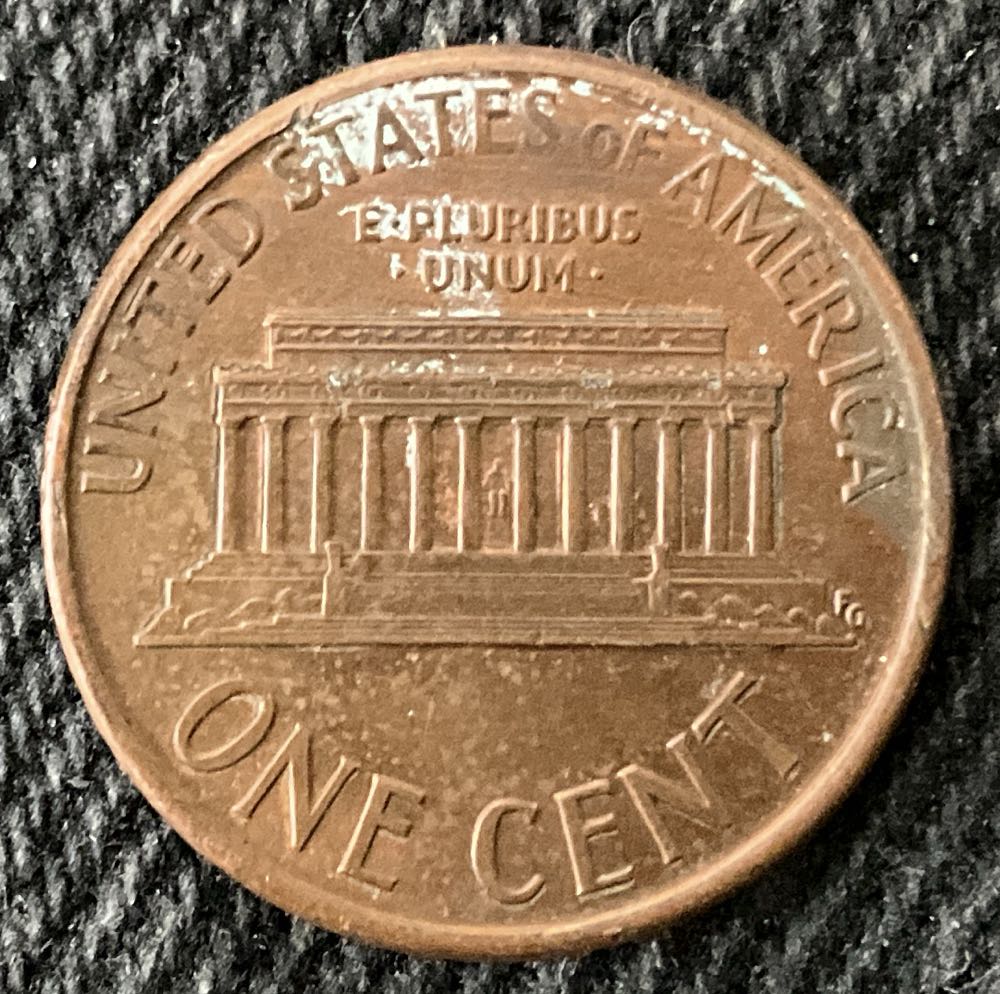 UNITED STATES OF AMERICA
E·PLURIBUS
·UNUM·
FG
ONE CENT